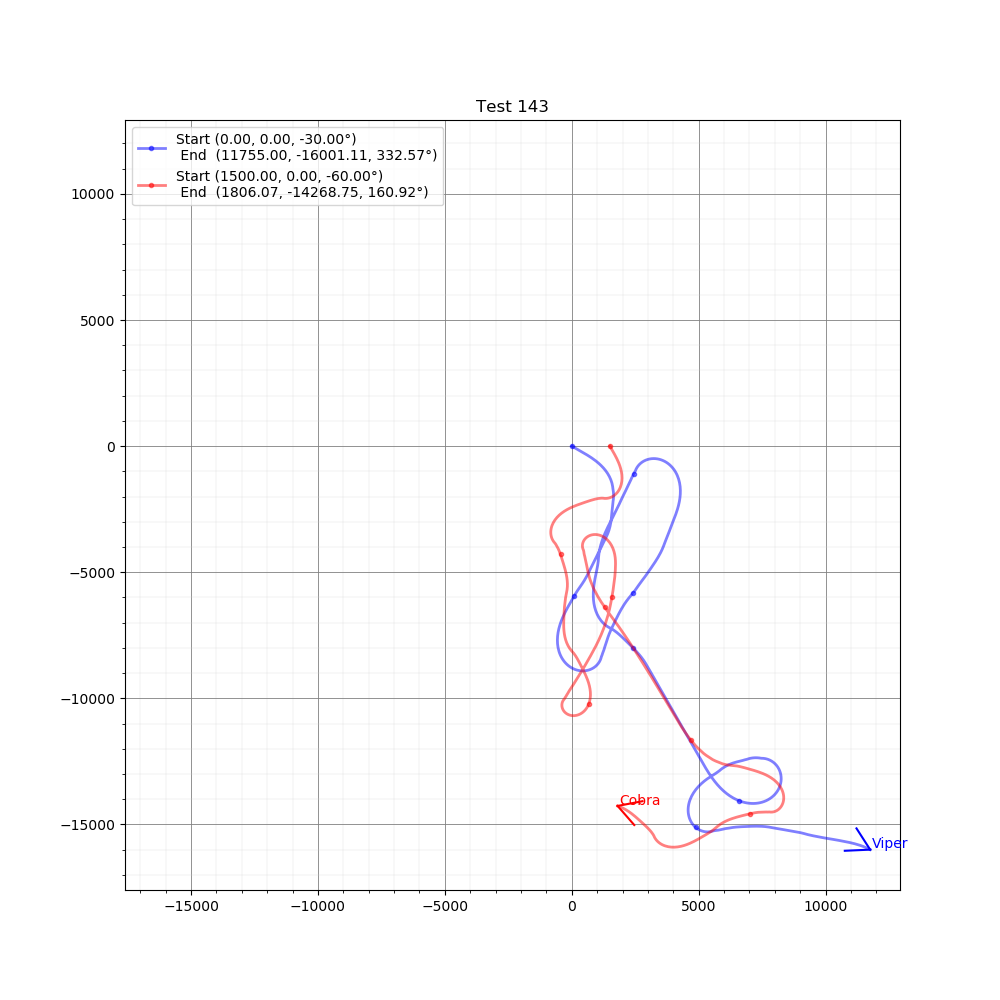 Test 143
Start (0.00, 0.00, -30.00°)
End (11755.00, -16001.11, 332.57°)
Start (1500.00, 0.00, -60.00°)
End (1806.07, -14268.75, 160.92°)
10000
5000
0
−5000
−10000
−15000
Cobra
Viper
−15000 −10000 −5000 0 5000 10000